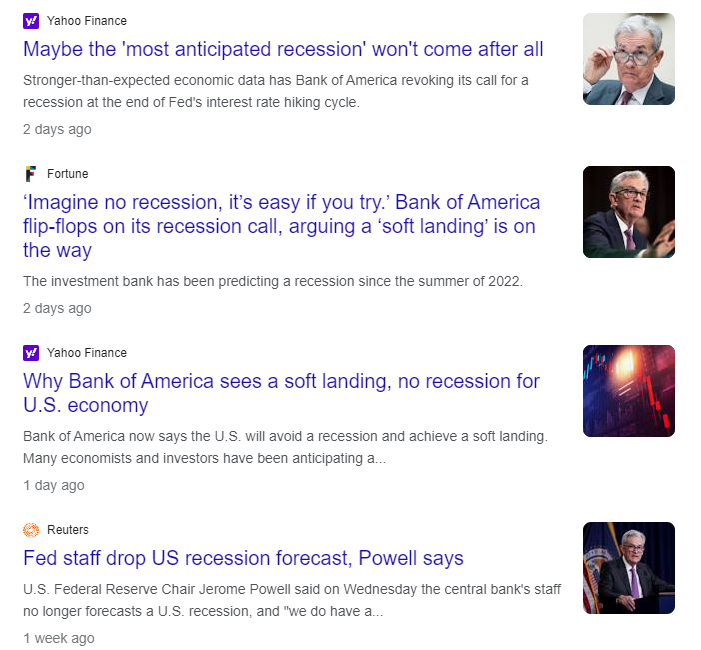 Yahoo Finance
Maybe the 'most anticipated recession' won't come after all
Stronger-than-expected economic data has Bank of America revoking its call for a
recession at the end of Fed's interest rate hiking cycle.
2 days ago
Fortune
‘Imagine no recession, it’s easy if you try.’ Bank of America
flip-flops on its recession call, arguing a ‘soft landing’ is on
the way
The investment bank has been predicting a recession since the summer of 2022.
2 days ago
Yahoo Finance
Why Bank of America sees a soft landing, no recession for
U.S. economy
Bank of America now says the U.S. will avoid a recession and achieve a soft landing.
Many economists and investors have been anticipating a...
1 day ago
Reuters
Fed staff drop US recession forecast, Powell says
U.S. Federal Reserve Chair Jerome Powell said on Wednesday the central bank's staff
no longer forecasts a U.S. recession, and "we do have a...
1 week ago